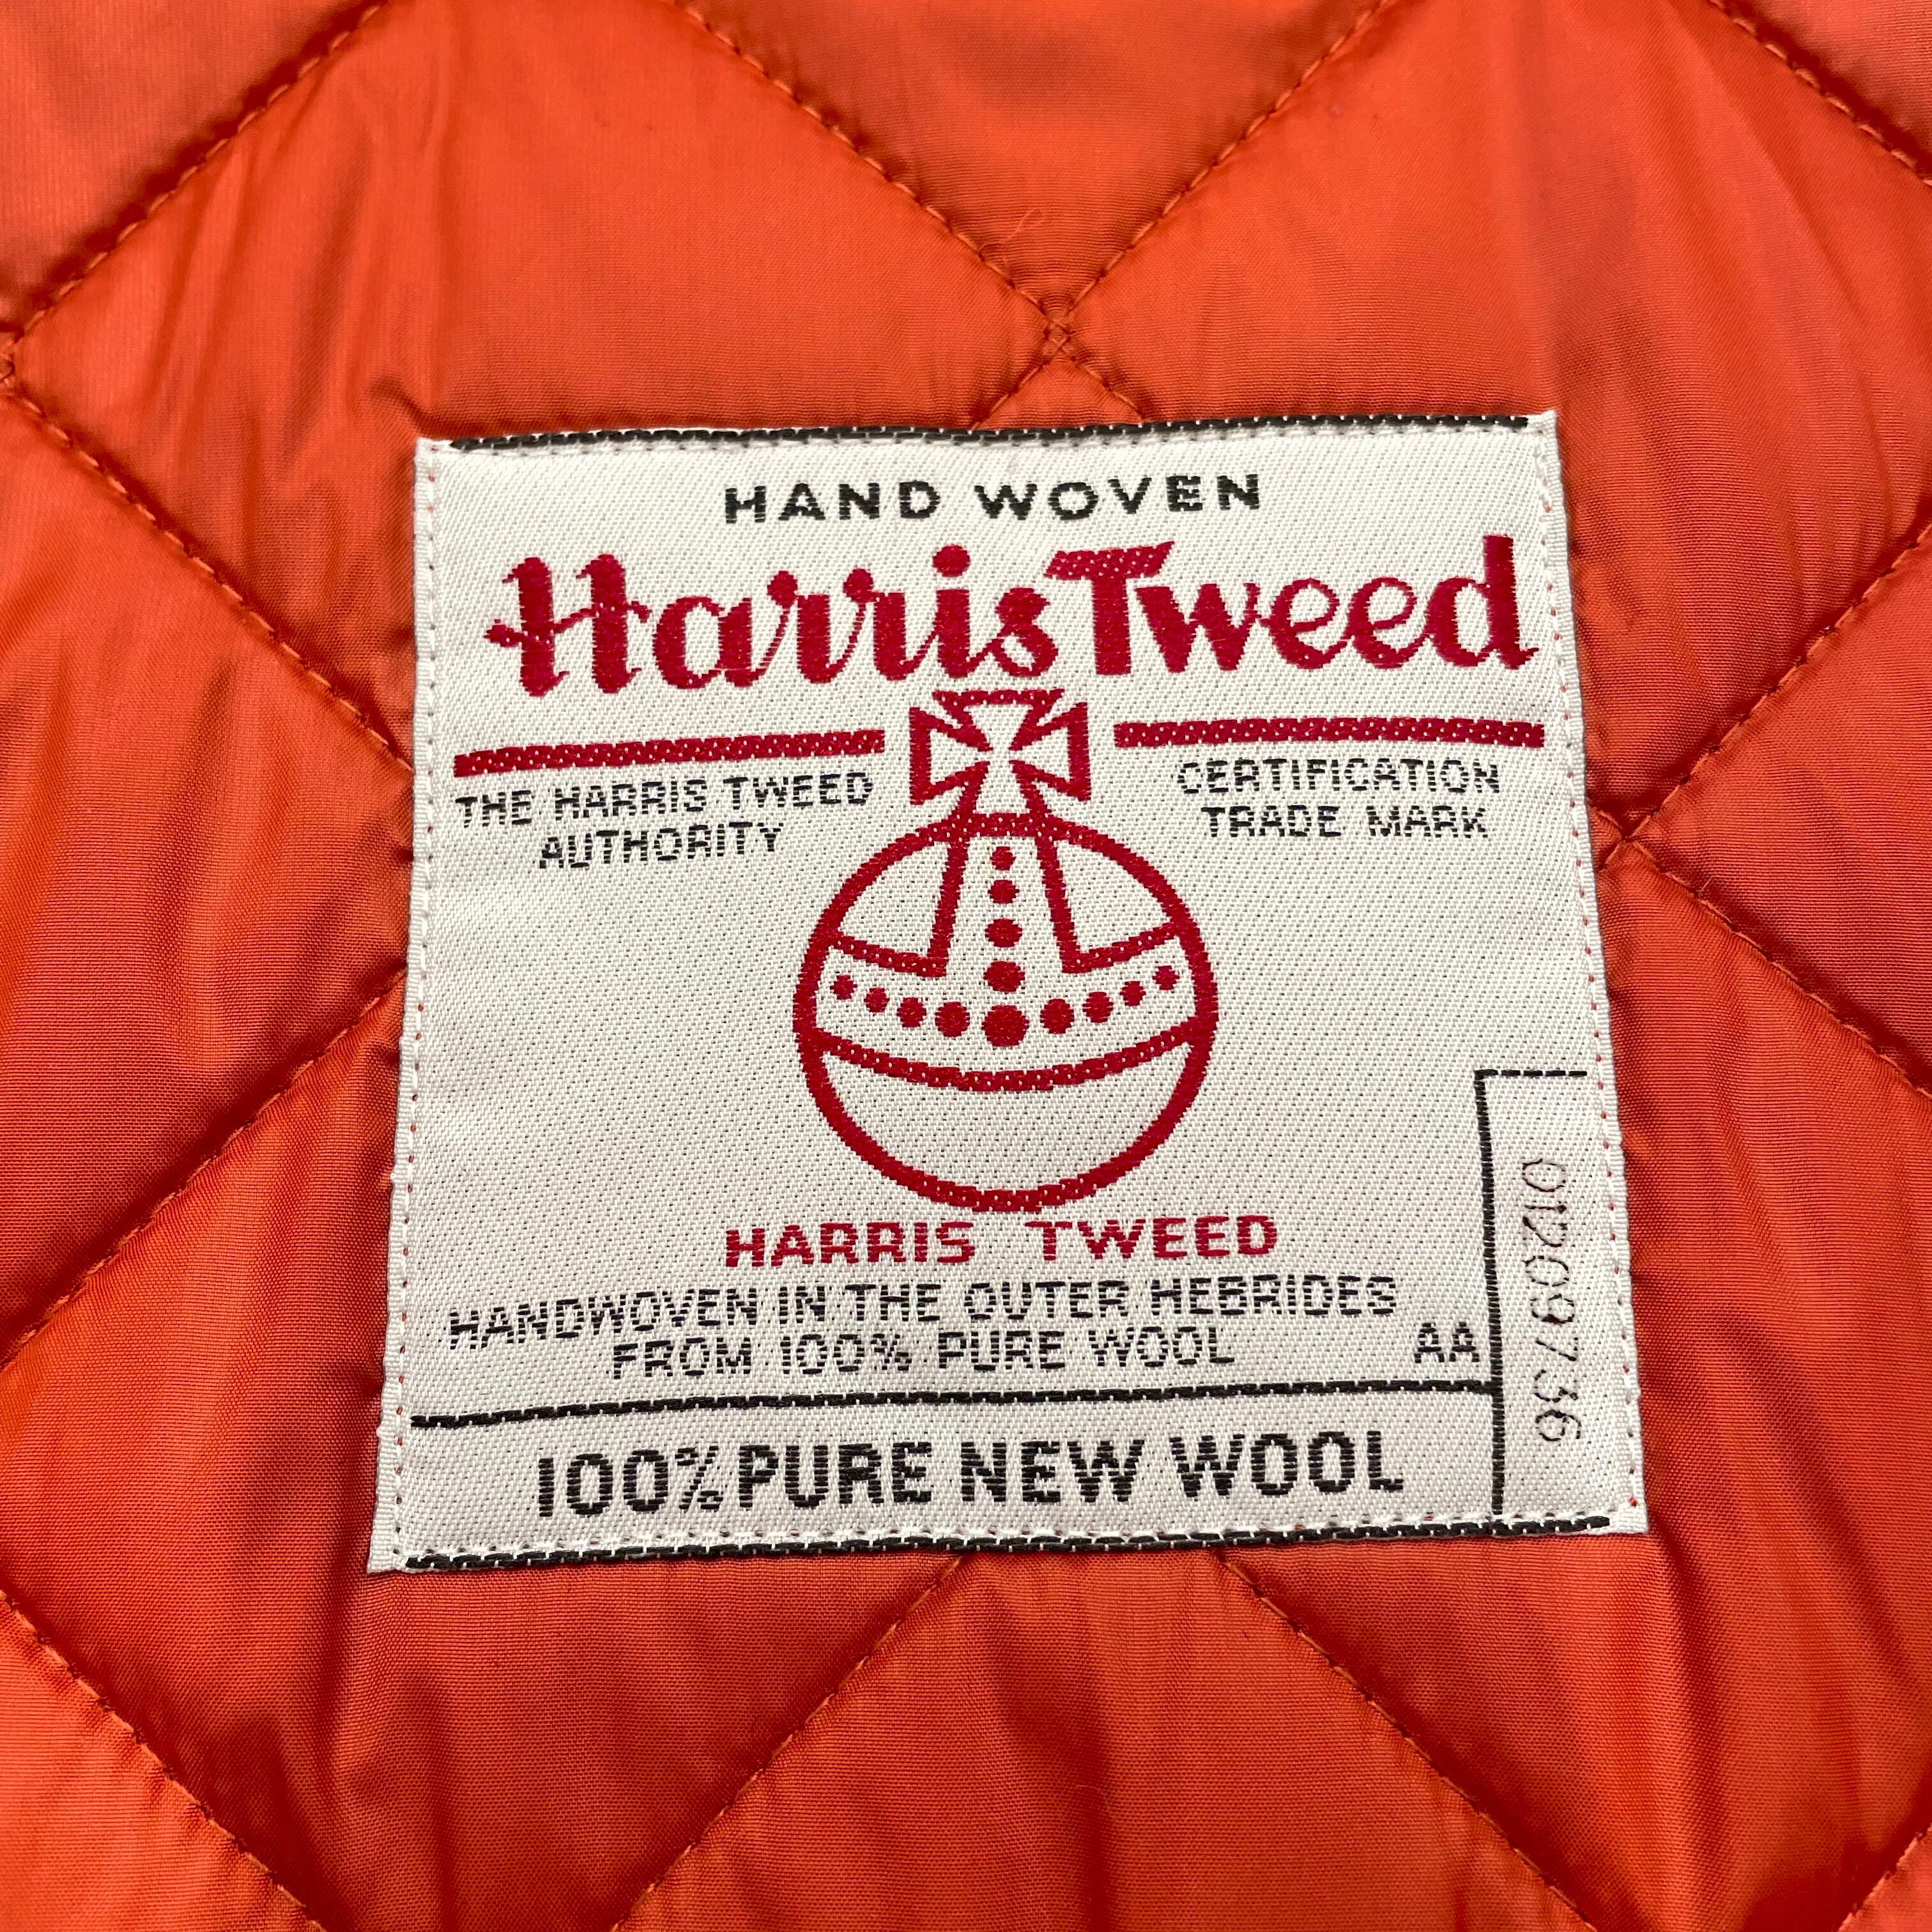 HAND WOVEN
Harris Tweed
THE HARRIS TWEED
AUTHORITY
CERTIFICATION
TRADE MARK
HARRIS TWEED
HANDWOVEN IN THE OUTER HEBRIDES
FROM 100% PURE WOOL
AA
012097736
100% PURE NEW WOOL